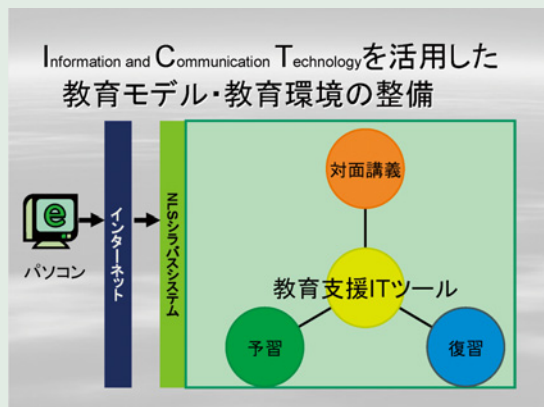 Information and Communication Technologyを活用した
教育モデル・教育環境の整備
対面講義
e
インターネット
NLSシラバスシステム
パソコン
教育支援ITツール
予習
復習